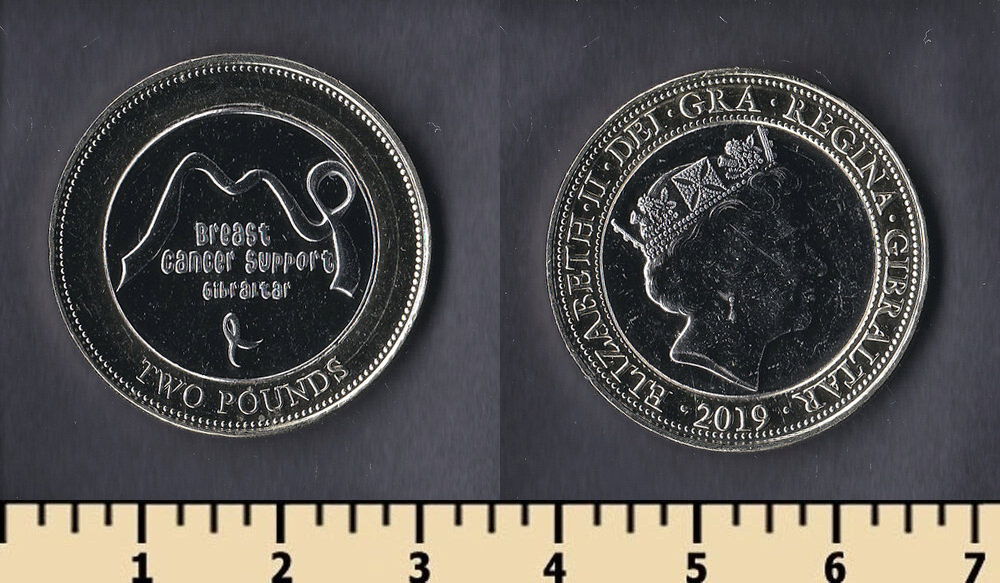 Breast
Cancer Support
Gibraltar
TWO POUNDS
ELIZABETH · II · DEI · GRA · REGINA · GIBRALTAR
· 2019 ·
1 2 3 4 5 6 7